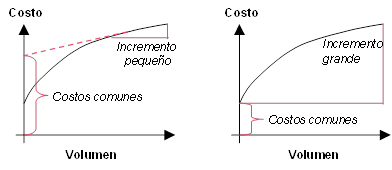 Costo
Incremento
pequeño
Costos comunes
Volumen
Costo
Incremento
grande
Costos comunes
Volumen